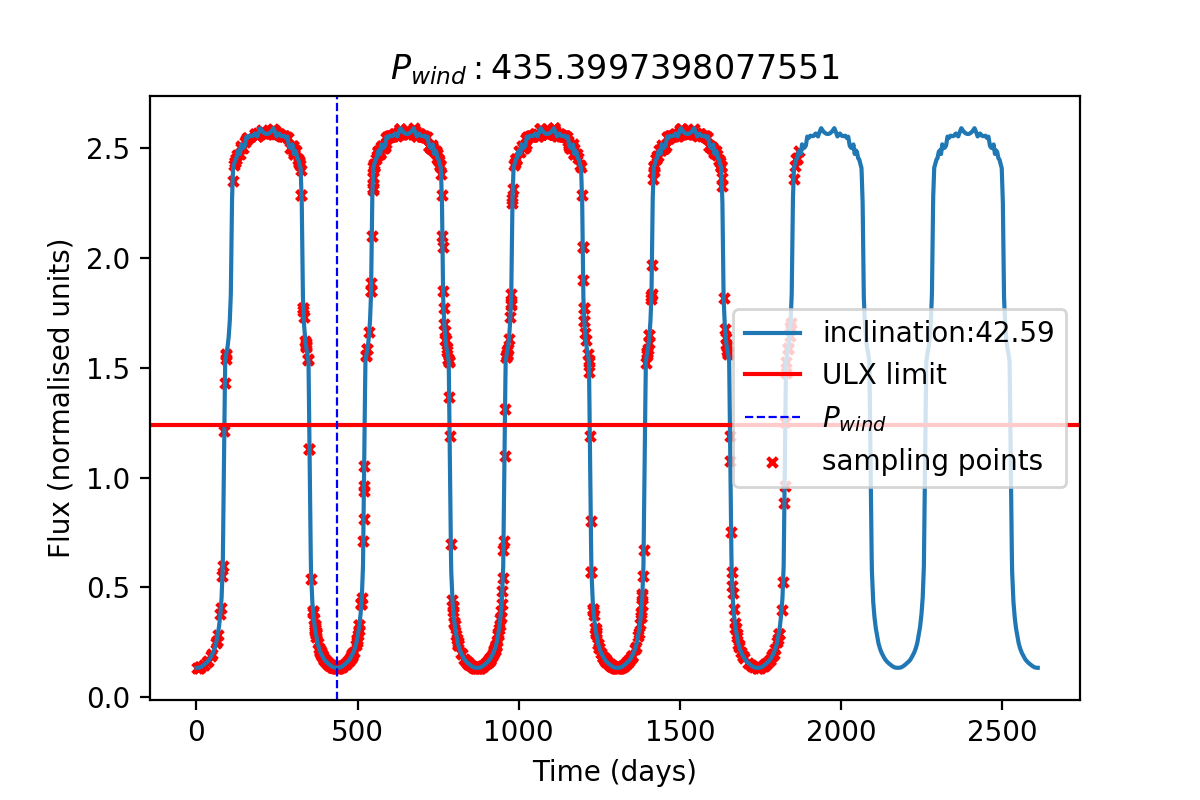 P_wind : 435.3997398077551
2.5
2.0
1.5
1.0
0.5
0.0
Flux (normalised units)
inclination:42.59
ULX limit
P_wind
sampling points
0 500 1000 1500 2000 2500
Time (days)